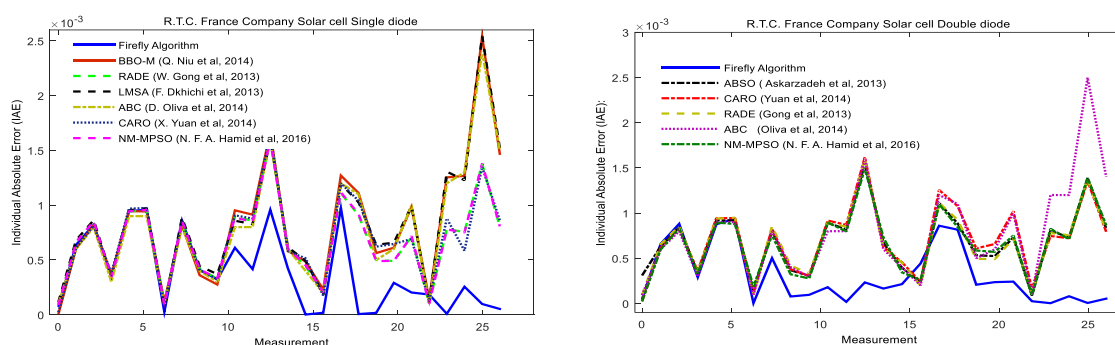 R.T.C. France Company Solar cell Single diode
×10⁻³
2.5
2
1.5
1
0.5
0
Individual Absolute Error (IAE)
Firefly Algorithm
BBO-M (Q. Niu et al, 2014)
RADE (W. Gong et al, 2013)
LMSA (F. Dkhichi et al, 2013)
ABC (D. Oliva et al, 2014)
CARO (X. Yuan et al, 2014)
NM-MPSO (N. F. A. Hamid et al, 2016)
0 5 10 15 20 25
Measurement
R.T.C. France Company Solar cell Double diode
×10⁻³
3
2.5
2
1.5
1
0.5
0
Individual Absolute Error (IAE):
Firefly Algorithm
ABSO ( Askarzadeh et al, 2013)
CARO (Yuan et al, 2014)
RADE (Gong et al, 2013)
ABC (Oliva et al, 2014)
NM-MPSO (N. F. A. Hamid et al, 2016)
0 5 10 15 20 25
Measurement